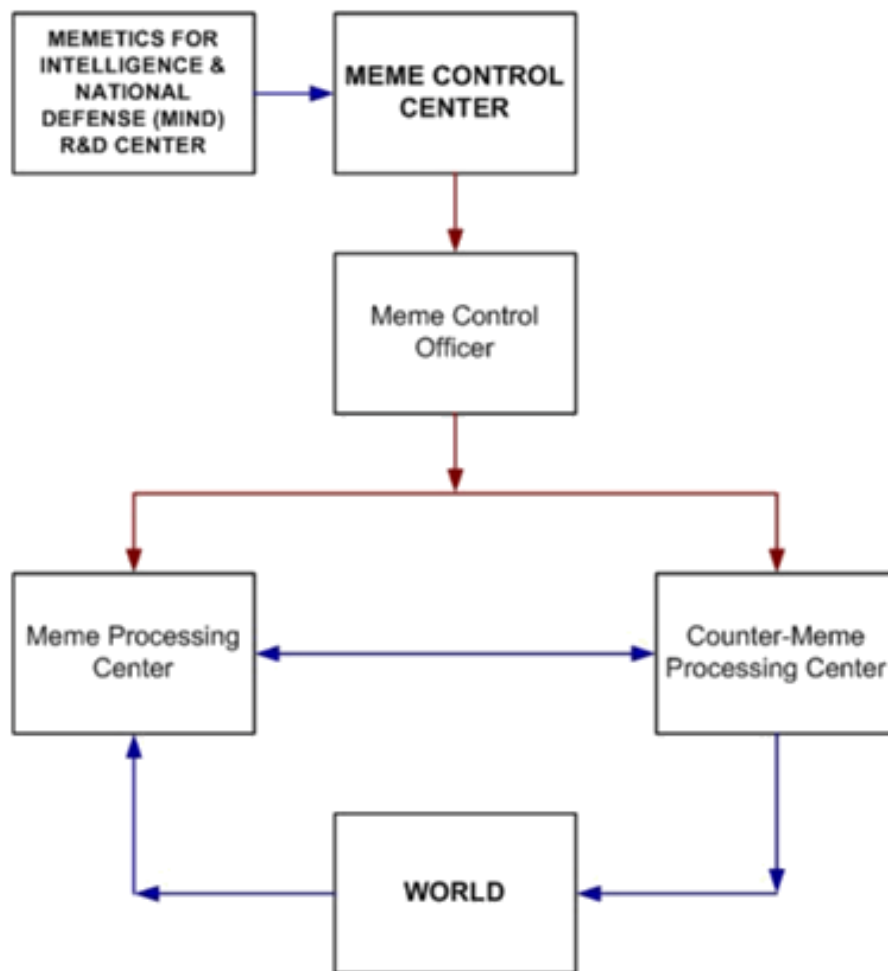 MEMETICS FOR
INTELLIGENCE &
NATIONAL
DEFENSE (MIND)
R&D CENTER
MEME CONTROL
CENTER
Meme Control
Officer
Meme Processing
Center
Counter-Meme
Processing Center
WORLD